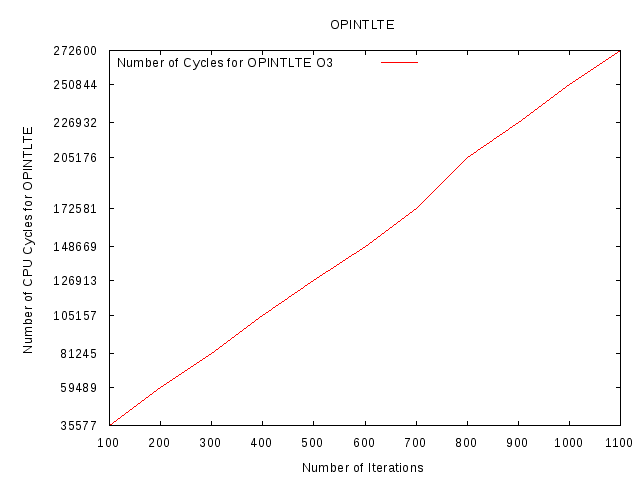 OPINTLTE
Number of Cycles for OPINTLTE O3
272600
250844
226932
205176
172581
148669
126913
105157
81245
59489
35577
Number of CPU Cycles for OPINTLTE
100 200 300 400 500 600 700 800 900 1000 1100
Number of Iterations